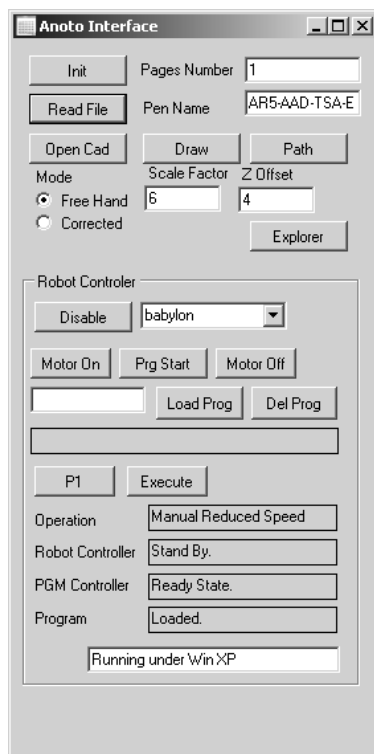 Anoto Interface
Init Pages Number 1
Read File Pen Name AR5-AAD-TSA-E
Open Cad Draw Path
Mode Scale Factor Z Offset
Free Hand 6 4
Corrected
Explorer
Robot Controler
Disable babylon
Motor On Prg Start Motor Off
Load Prog Del Prog
P1 Execute
Operation Manual Reduced Speed
Robot Controller Stand By.
PGM Controller Ready State.
Program Loaded.
Running under Win XP